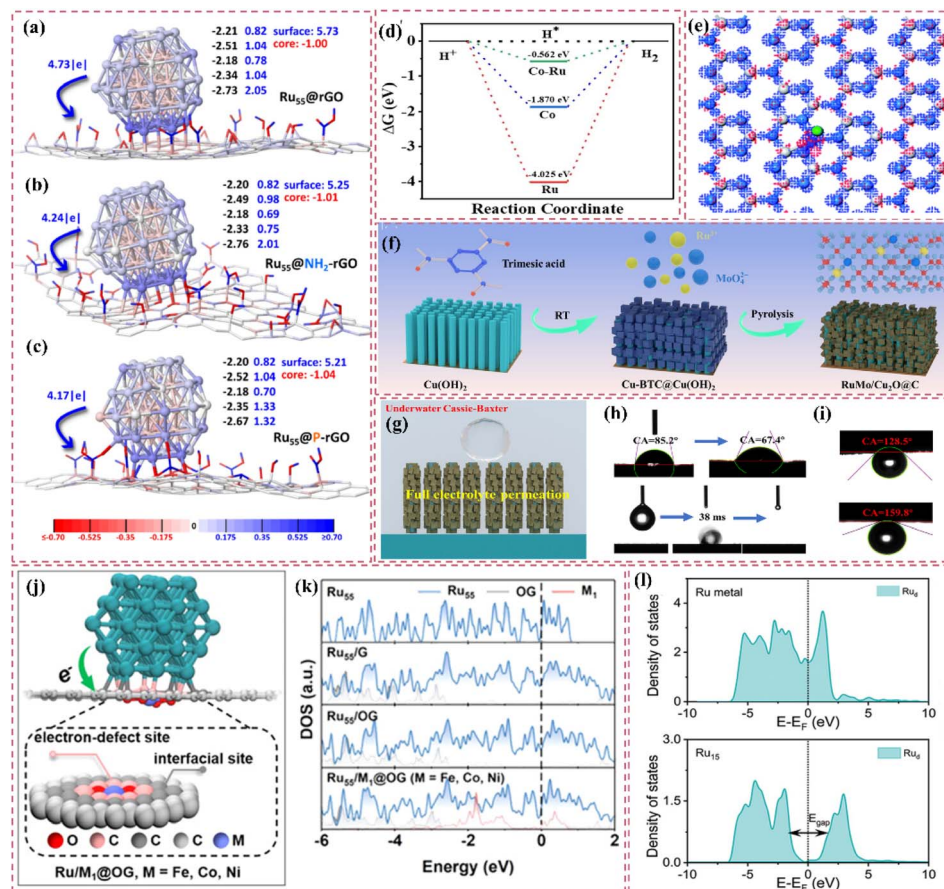 (a)
4.73|e|
-2.21 0.82 surface: 5.73
-2.51 1.04 core: -1.00
-2.18 0.78
-2.34 1.04
-2.73 2.05
Ru55@rGO
(b)
4.24|e|
-2.20 0.82 surface: 5.25
-2.49 0.98 core: -1.01
-2.18 0.69
-2.33 0.75
-2.76 2.01
Ru55@NH2-rGO
(c)
4.17|e|
-2.20 0.82 surface: 5.21
-2.52 1.04 core: -1.04
-2.18 0.70
-2.35 1.33
-2.67 1.32
Ru55@P-rGO
≤-0.70 -0.525 -0.35 -0.175 0 0.175 0.35 0.525 ≥0.70
(d)
ΔG (eV)
0
-1
−2
−3
−4
H+
H*
H2
-0.562 eV
Co-Ru
-1.870 eV
Co
-4.025 eV
Ru
Reaction Coordinate
(e)
(f)
Trimesic acid
Ru3+
MoO4 2-
RT
Pyrolysis
Cu(OH)2
Cu-BTC@Cu(OH)2
RuMo/Cu2O@C
Underwater Cassie-Baxter
(g)
Full electrolyte permeation
(h)
CA=85.2°
CA=67.4°
38 ms
(i)
CA=128.5°
CA=159.8°
(j)
e-
electron-defect site
interfacial site
O C C C M
Ru/M1@OG, M = Fe, Co, Ni
(k)
Ru55
Ru55 OG M1
Ru55/G
Ru55/OG
Ru55/M1@OG (M = Fe, Co, Ni)
DOS (a.u.)
-6 -4 -2 0 2
Energy (eV)
(l)
Ru metal
Rud
Density of states
4
2
0
-10 -5 0 5 10
E-EF (eV)
Ru15
Rud
Egap
Density of states
3.0
1.5
0.0
-10 -5 0 5 10
E-EF (eV)